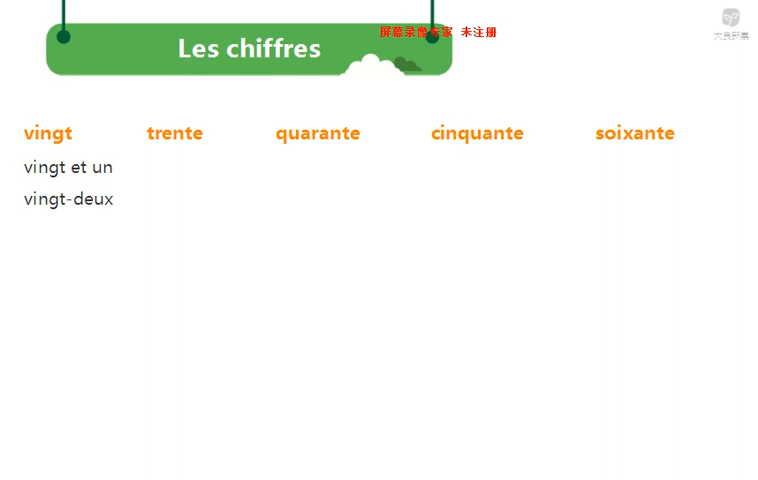 Les chiffres
屏幕录像专家 未注册
vingt trente quarante cinquante soixante
vingt et un
vingt-deux